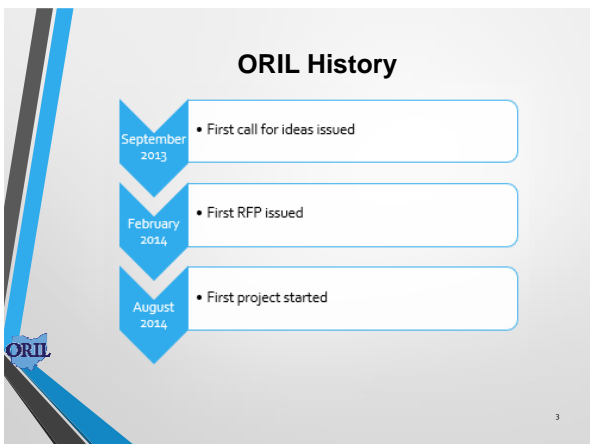 ORIL History
September
2013
• First call for ideas issued
February
2014
• First RFP issued
August
2014
• First project started
ORIL
3